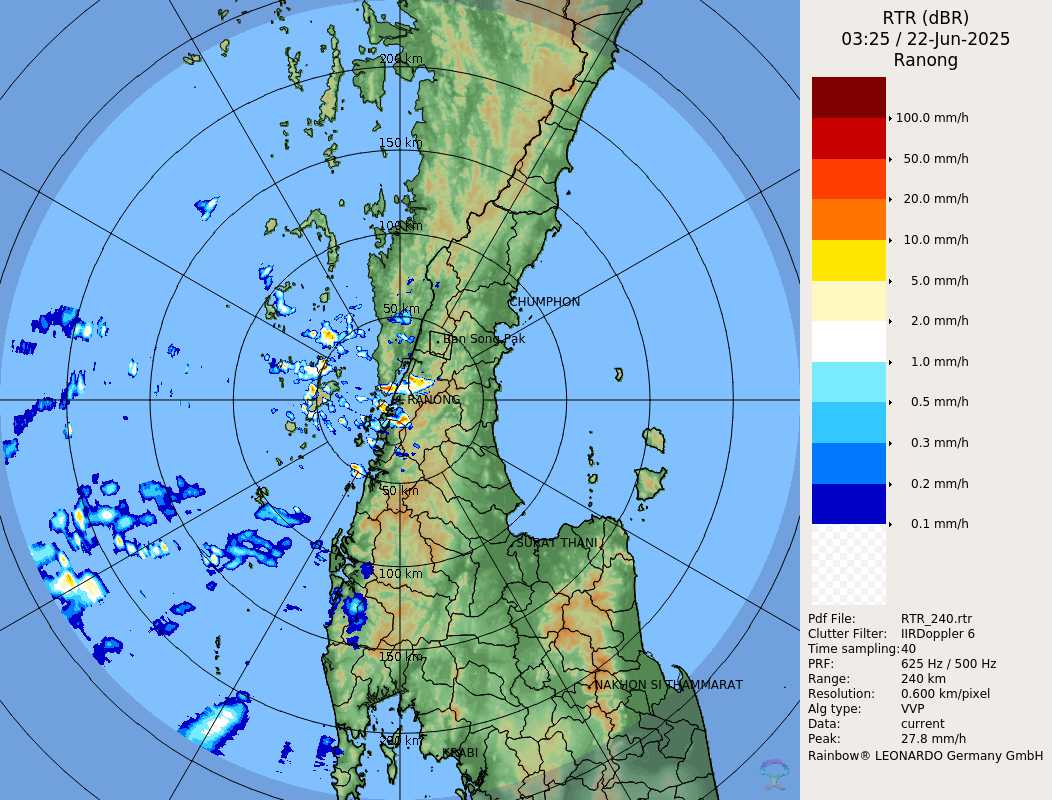 RTR (dBR)
03:25 / 22-Jun-2025
Ranong
100.0 mm/h
50.0 mm/h
20.0 mm/h
10.0 mm/h
5.0 mm/h
2.0 mm/h
1.0 mm/h
0.5 mm/h
0.3 mm/h
0.2 mm/h
0.1 mm/h
Pdf File: RTR_240.rtr
Clutter Filter: IIRDoppler 6
Time sampling:40
PRF: 625 Hz / 500 Hz
Range: 240 km
Resolution: 0.600 km/pixel
Alg type: VVP
Data: current
Peak: 27.8 mm/h
Rainbow® LEONARDO Germany GmbH
200 km
150 km
100 km
50 km
CHUMPHON
Ban Song Pak
RANONG
50 km
SURAT THANI
100 km
150 km
NAKHON SI THAMMARAT
200 km
KRABI